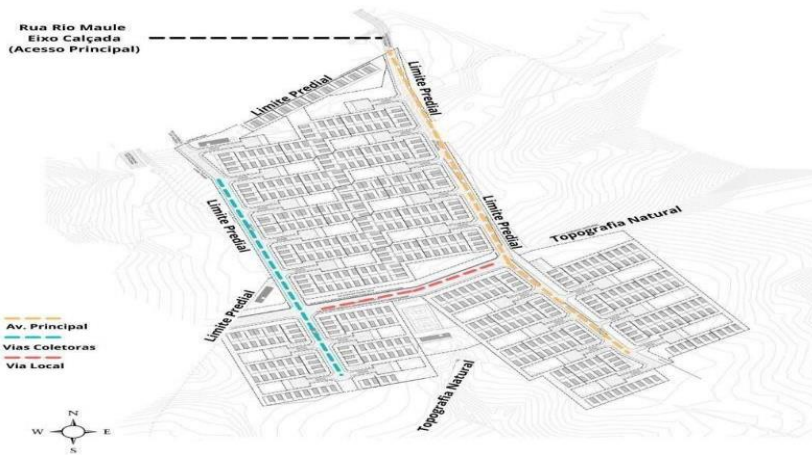 Rua Rio Maule
Eixo Calçada
(Acesso Principal)
Limite Predial
Limite Predial
Limite Predial
Limite Predial
Topografia Natural
Limite Predial
Topografia Natural
Av. Principal
Vias Coletoras
Via Local
N
W
E
S